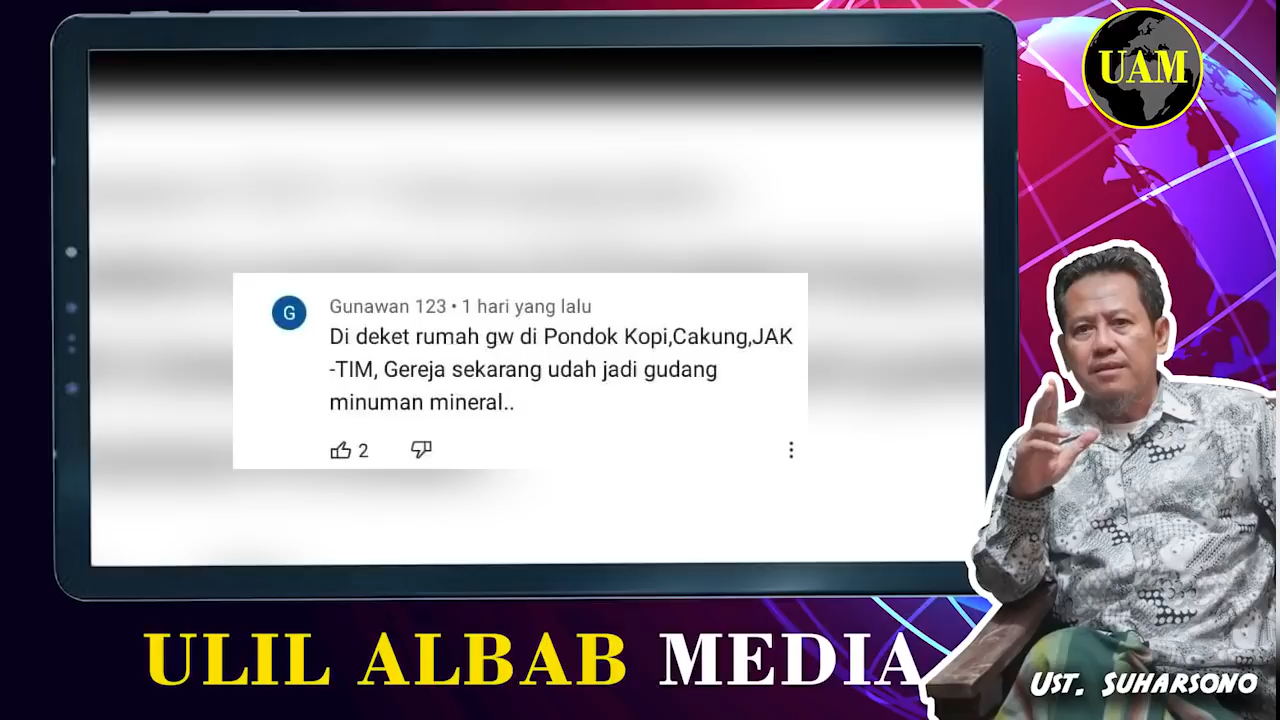 UAM
G
Gunawan 123 • 1 hari yang lalu
Di deket rumah gw di Pondok Kopi,Cakung,JAK
-TIM, Gereja sekarang udah jadi gudang
minuman mineral..
2
ULIL ALBAB MEDIA
UST. SUHARSONO